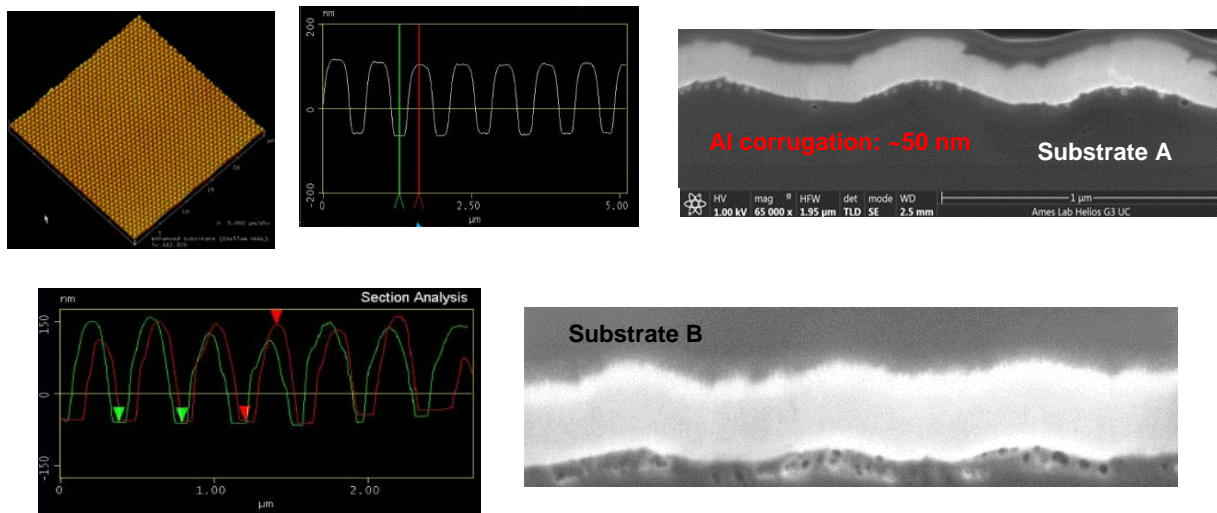 nm
200
0
-200
0
2.50
5.00
µm
Al corrugation: ~50 nm
Substrate A
HV
mag
HFW
det
mode
WD
1 µm
1.00 kV
65 000 x
1.95 µm
TLD
SE
2.5 mm
Ames Lab Helios G3 UC
nm
Section Analysis
150
0
-150
0
1.00
2.00
µm
Substrate B